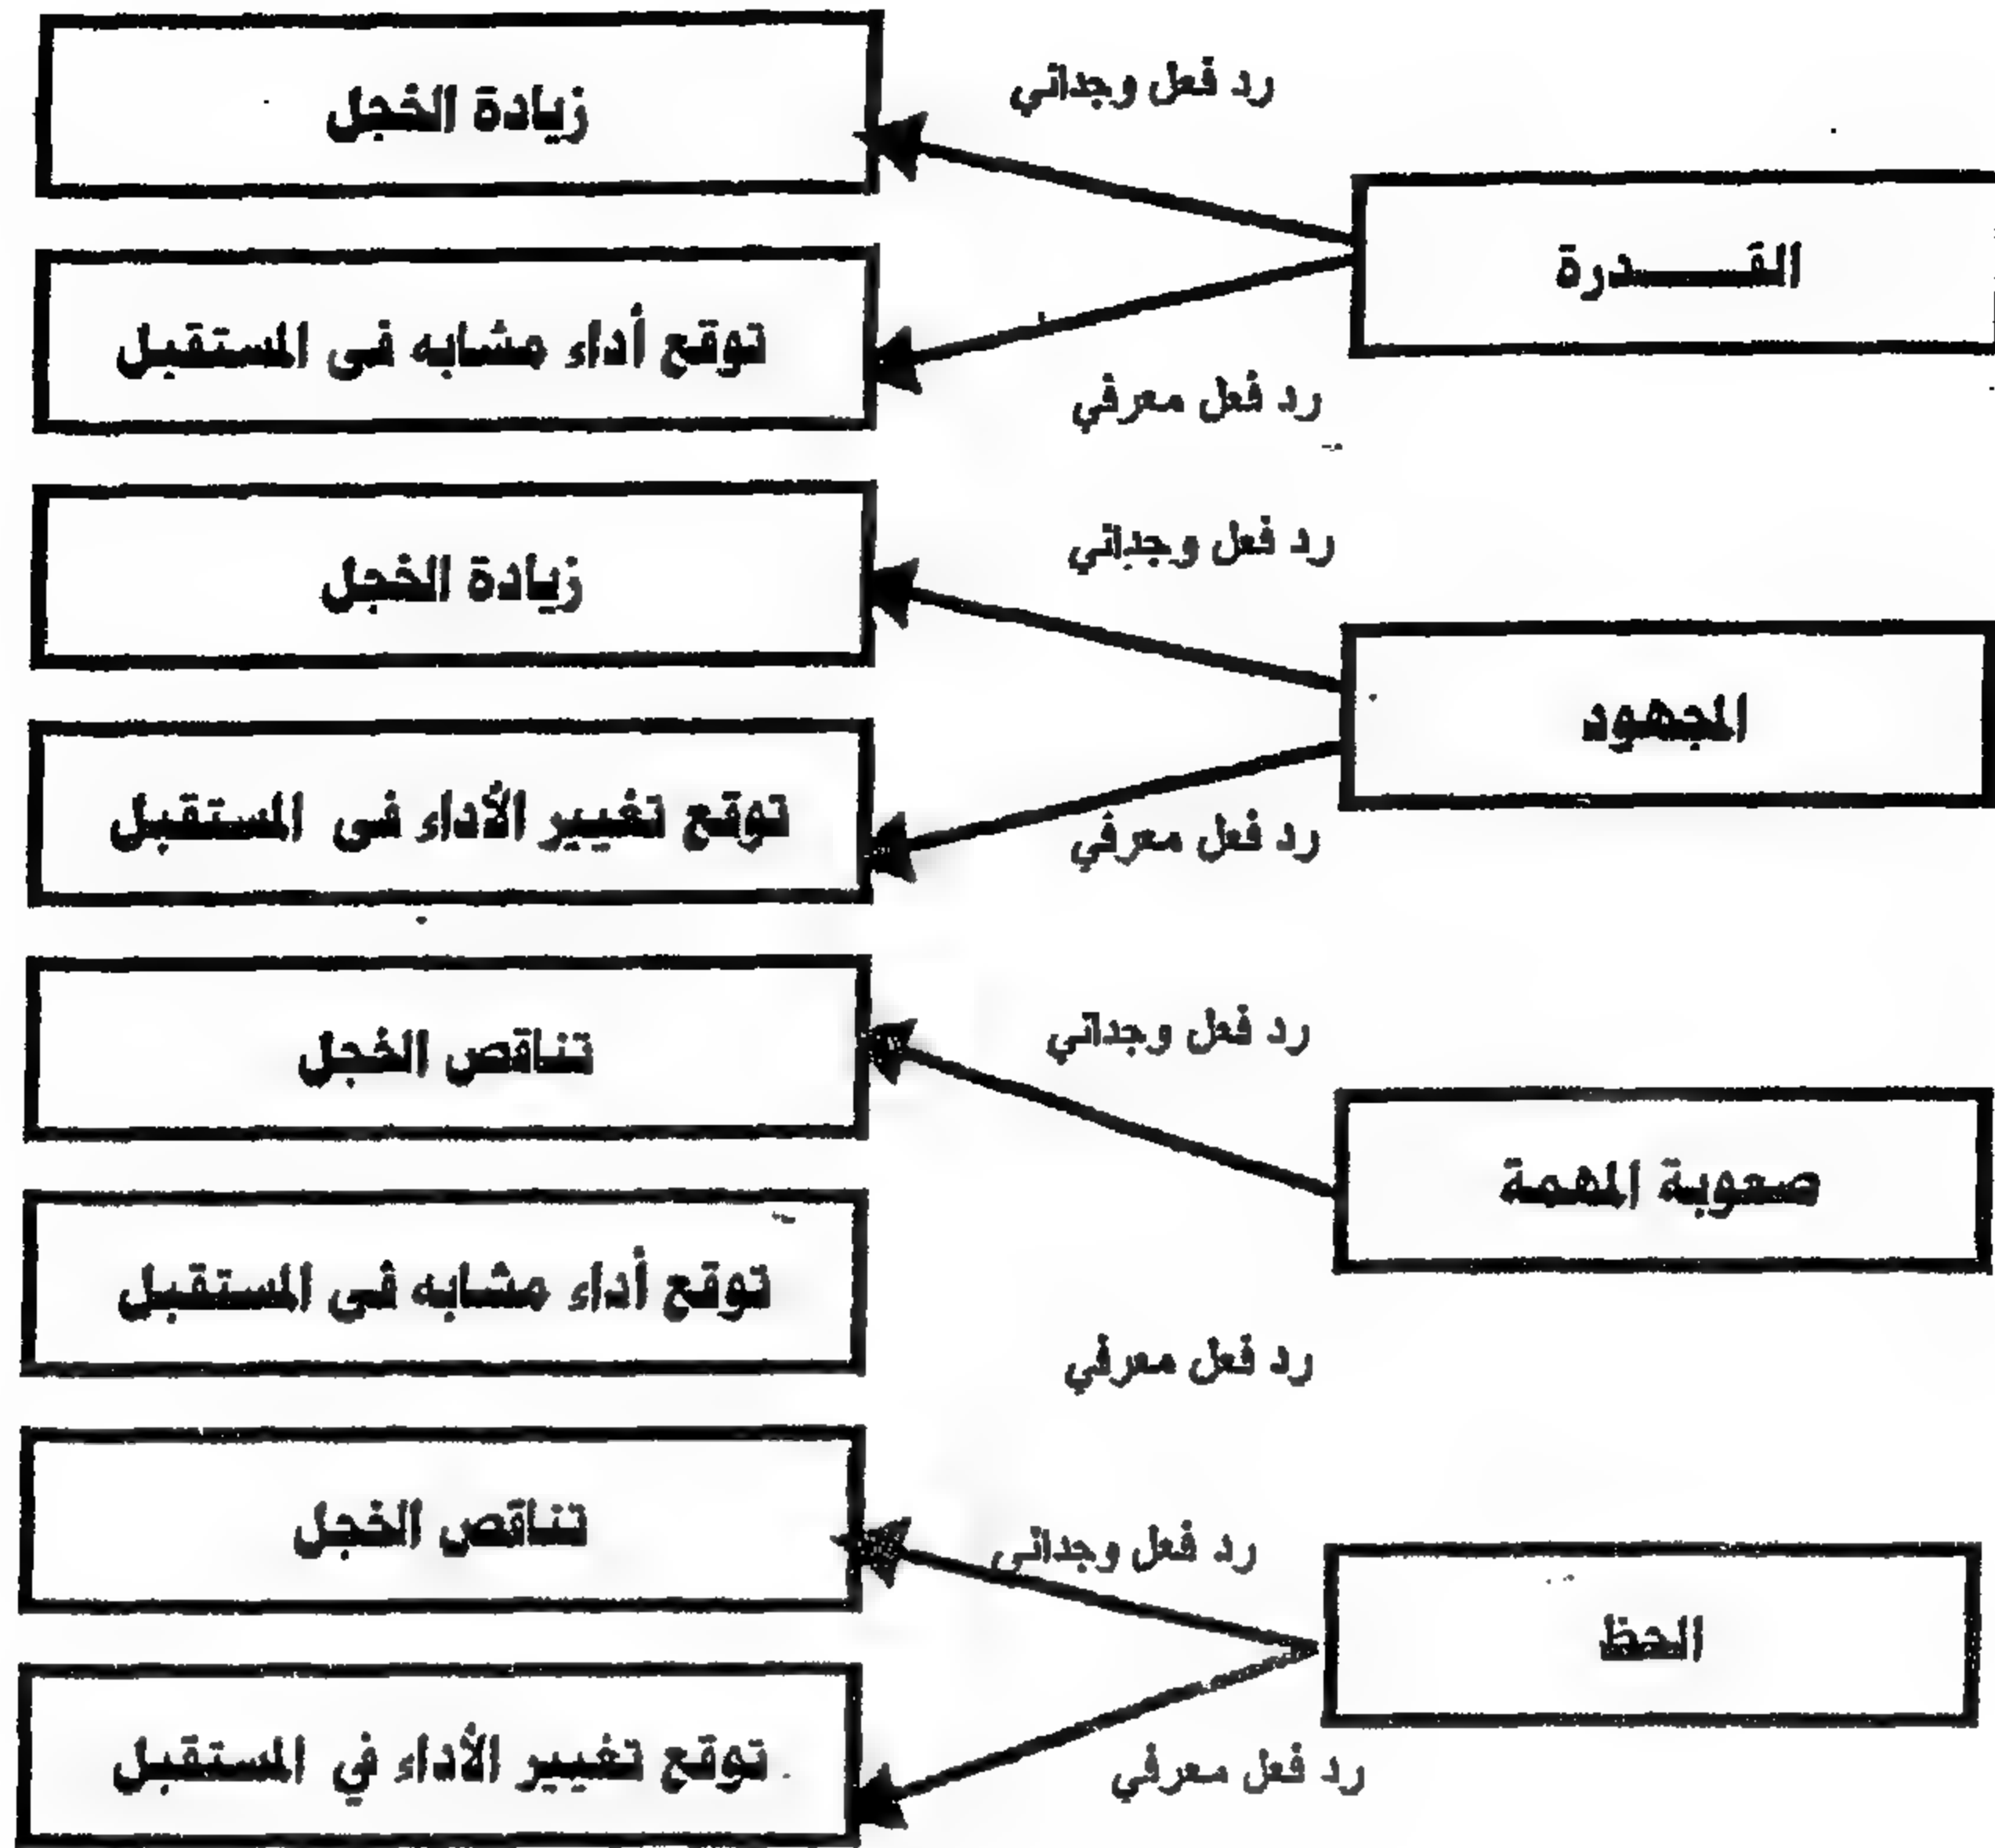 رد فعل وجداني
زيادة الخجل
القـــــدرة
توقع أداء مشابه فى المستقبل
رد فعل معرفي
رد فعل وجداني
زيادة الخجل
المجهود
توقع تغيير الأداء فى المستقبل
رد فعل معرفي
رد فعل وجداني
تناقص الخجل
صعوبة المهمة
توقع أداء مشابه فى المستقبل
رد فعل معرفي
رد فعل وجدانى
تناقص الخجل
الحظ
توقع تغيير الأداء في المستقبل
رد فعل معرفي